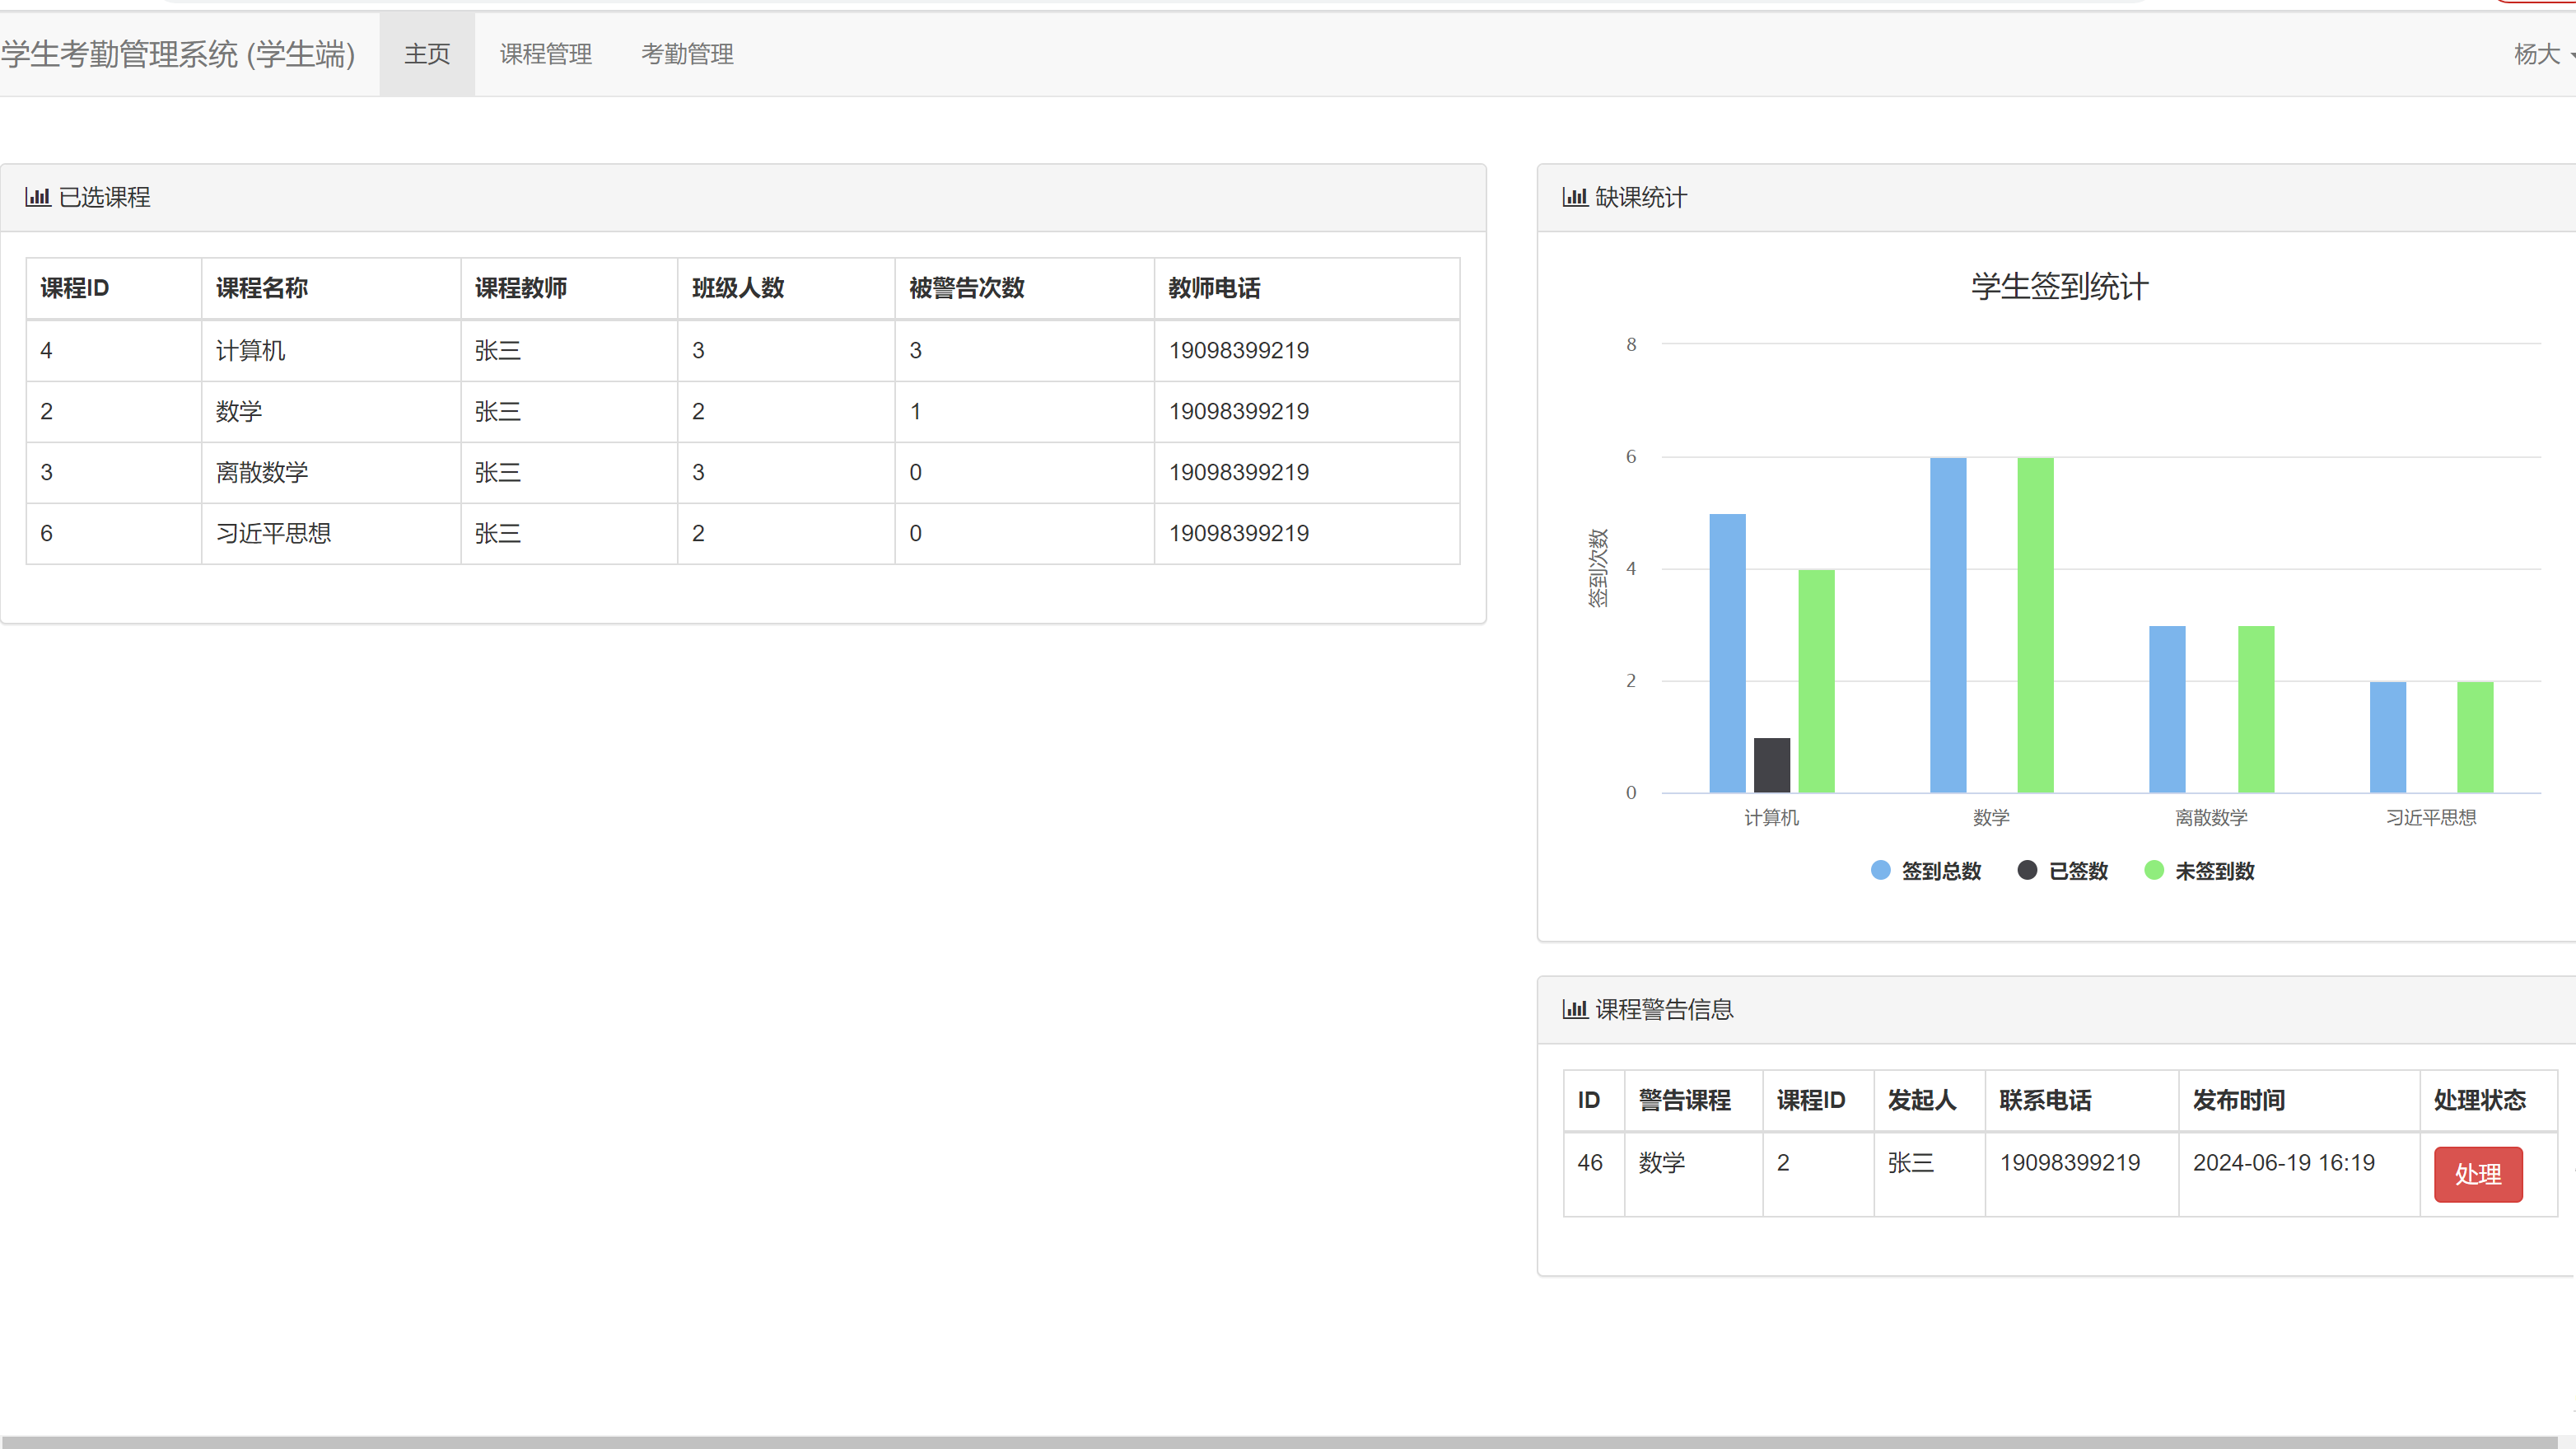 学生考勤管理系统 (学生端) 主页 课程管理 考勤管理 杨大
已选课程
课程ID 课程名称 课程教师 班级人数 被警告次数 教师电话
4 计算机 张三 3 3 19098399219
2 数学 张三 2 1 19098399219
3 离散数学 张三 3 0 19098399219
6 习近平思想 张三 2 0 19098399219
缺课统计
学生签到统计
签到次数
8
6
4
2
0
计算机 数学 离散数学 习近平思想
签到总数 已签数 未签到数
课程警告信息
ID 警告课程 课程ID 发起人 联系电话 发布时间 处理状态
46 数学 2 张三 19098399219 2024-06-19 16:19 处理